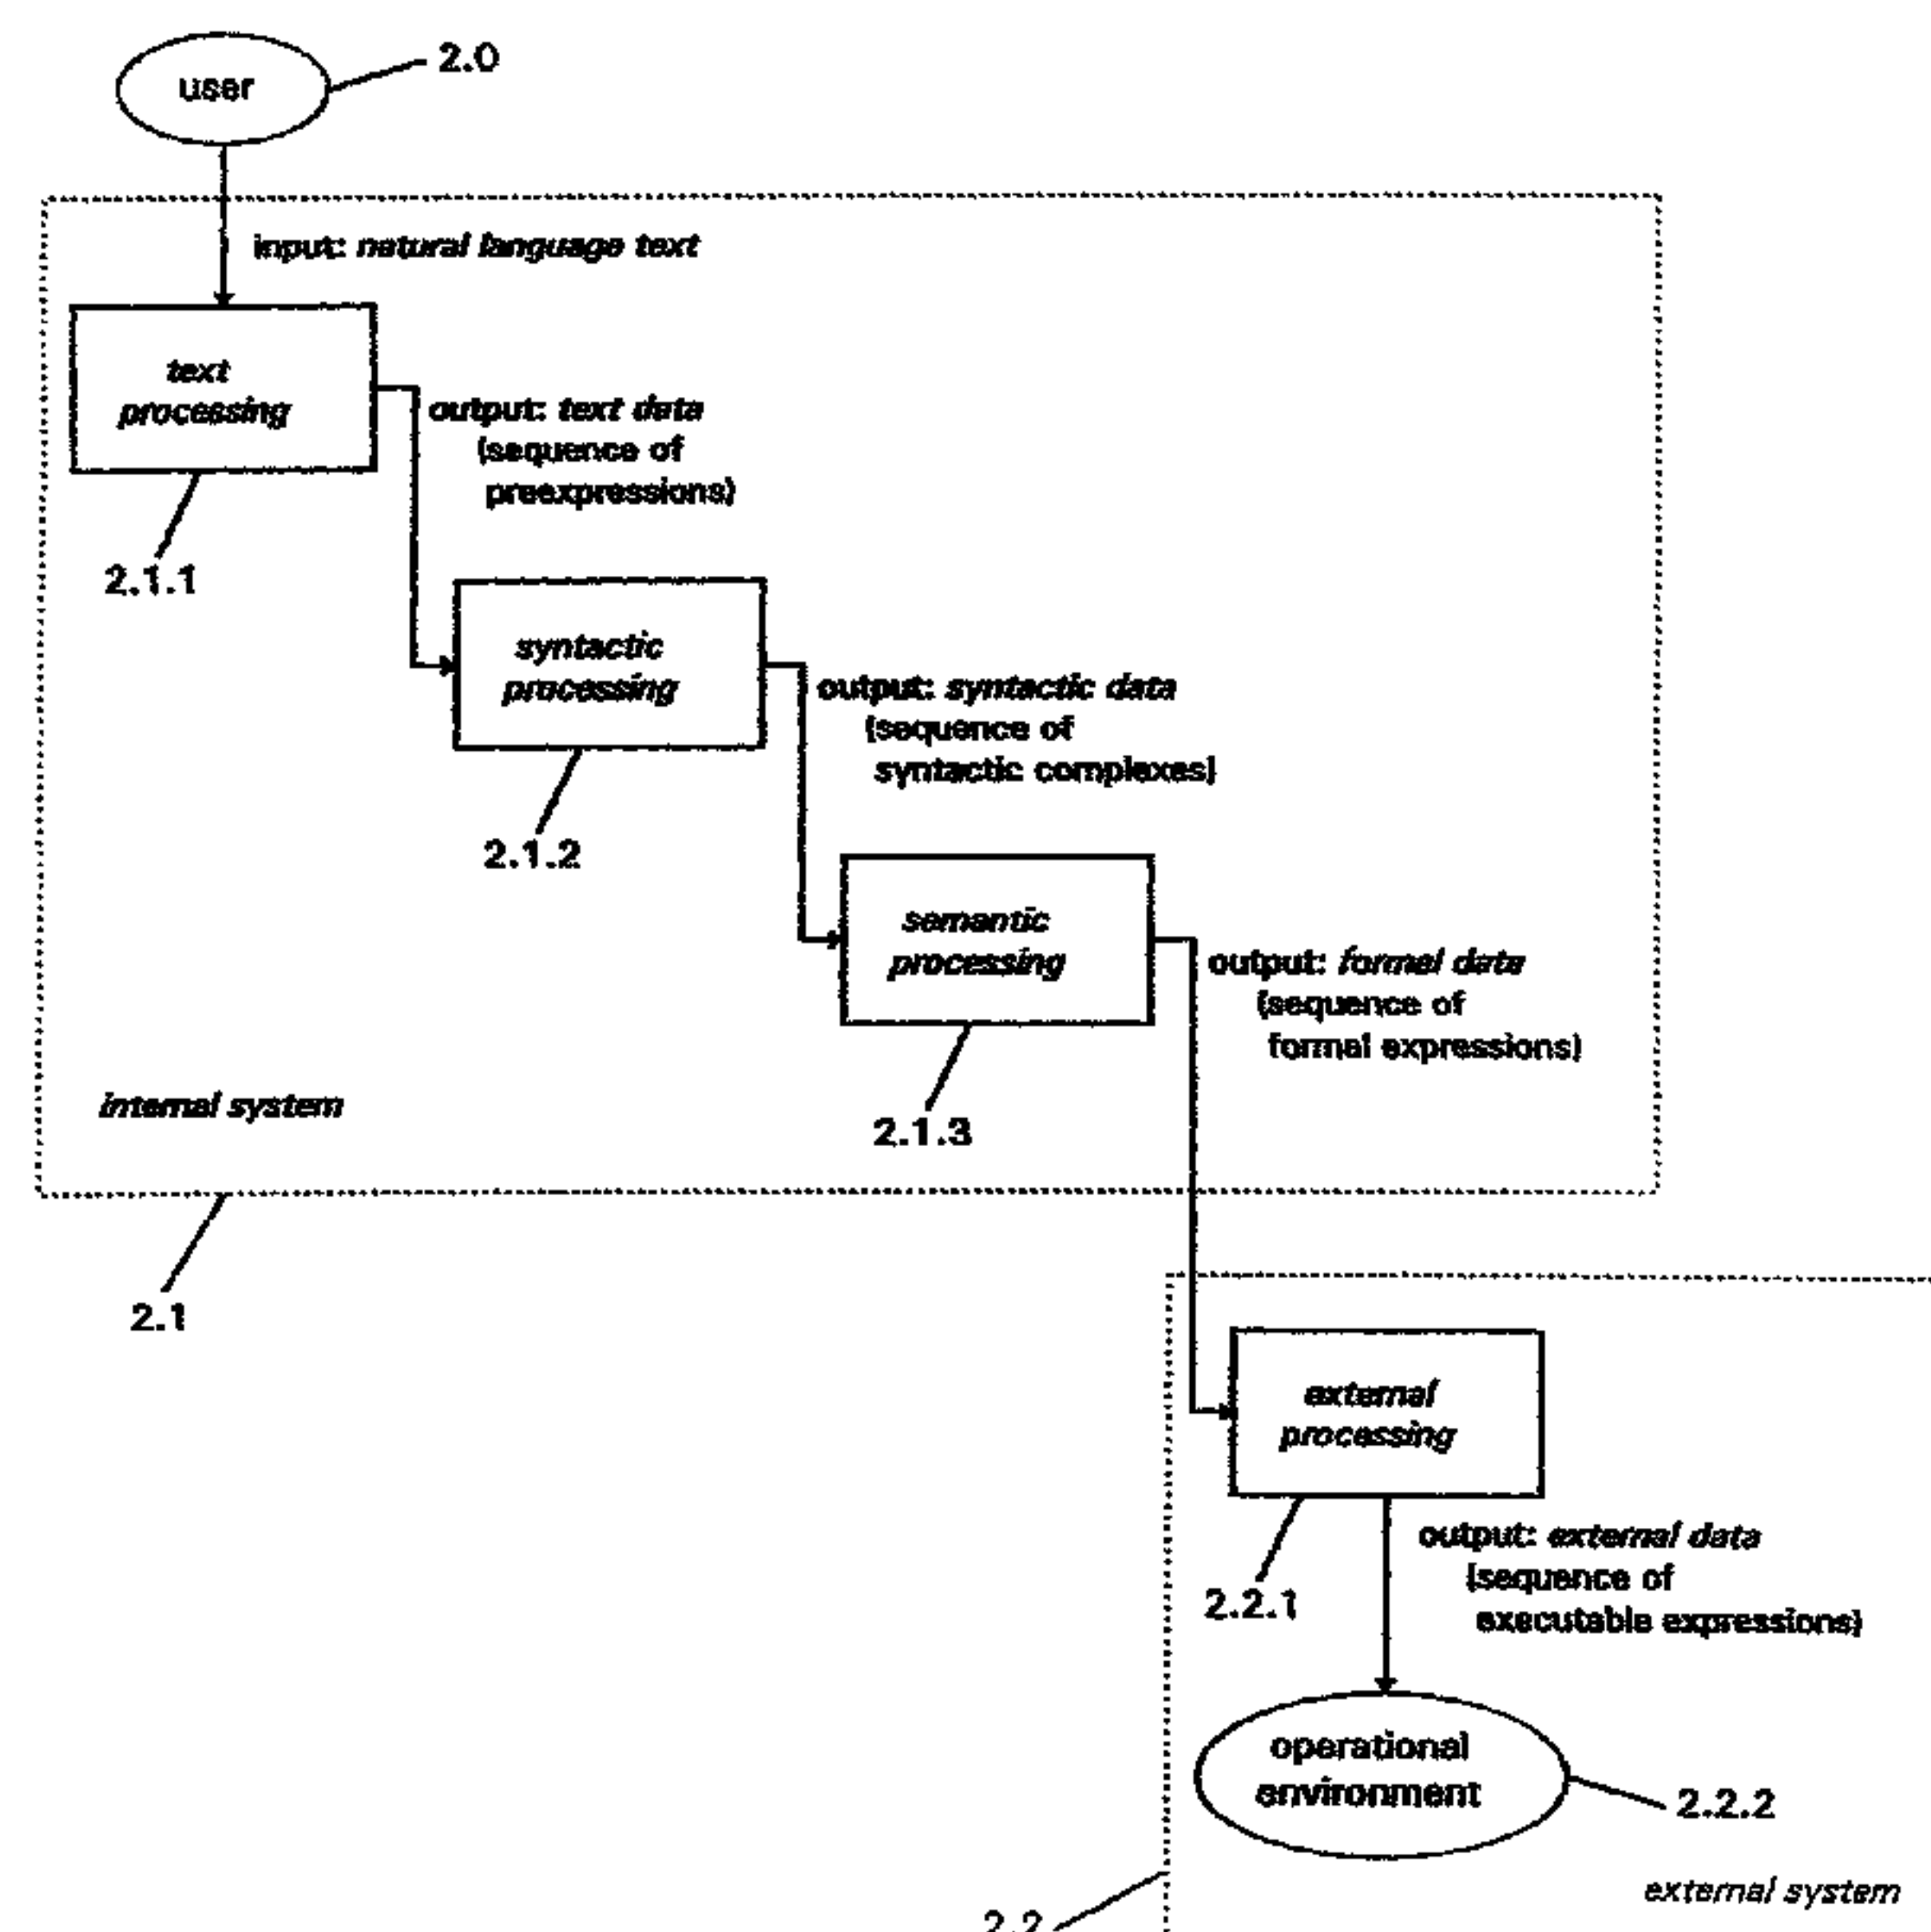 user
2.0
input: natural language text
text
processing
output: text data
(sequence of
preexpressions)
2.1.1
syntactic
processing
output: syntactic data
(sequence of
syntactic complexes)
2.1.2
semantic
processing
output: formal data
(sequence of
formal expressions)
internal system
2.1.3
2.1
external
processing
output: external data
(sequence of
executable expressions)
2.2.1
operational
environment
2.2.2
external system
2.2